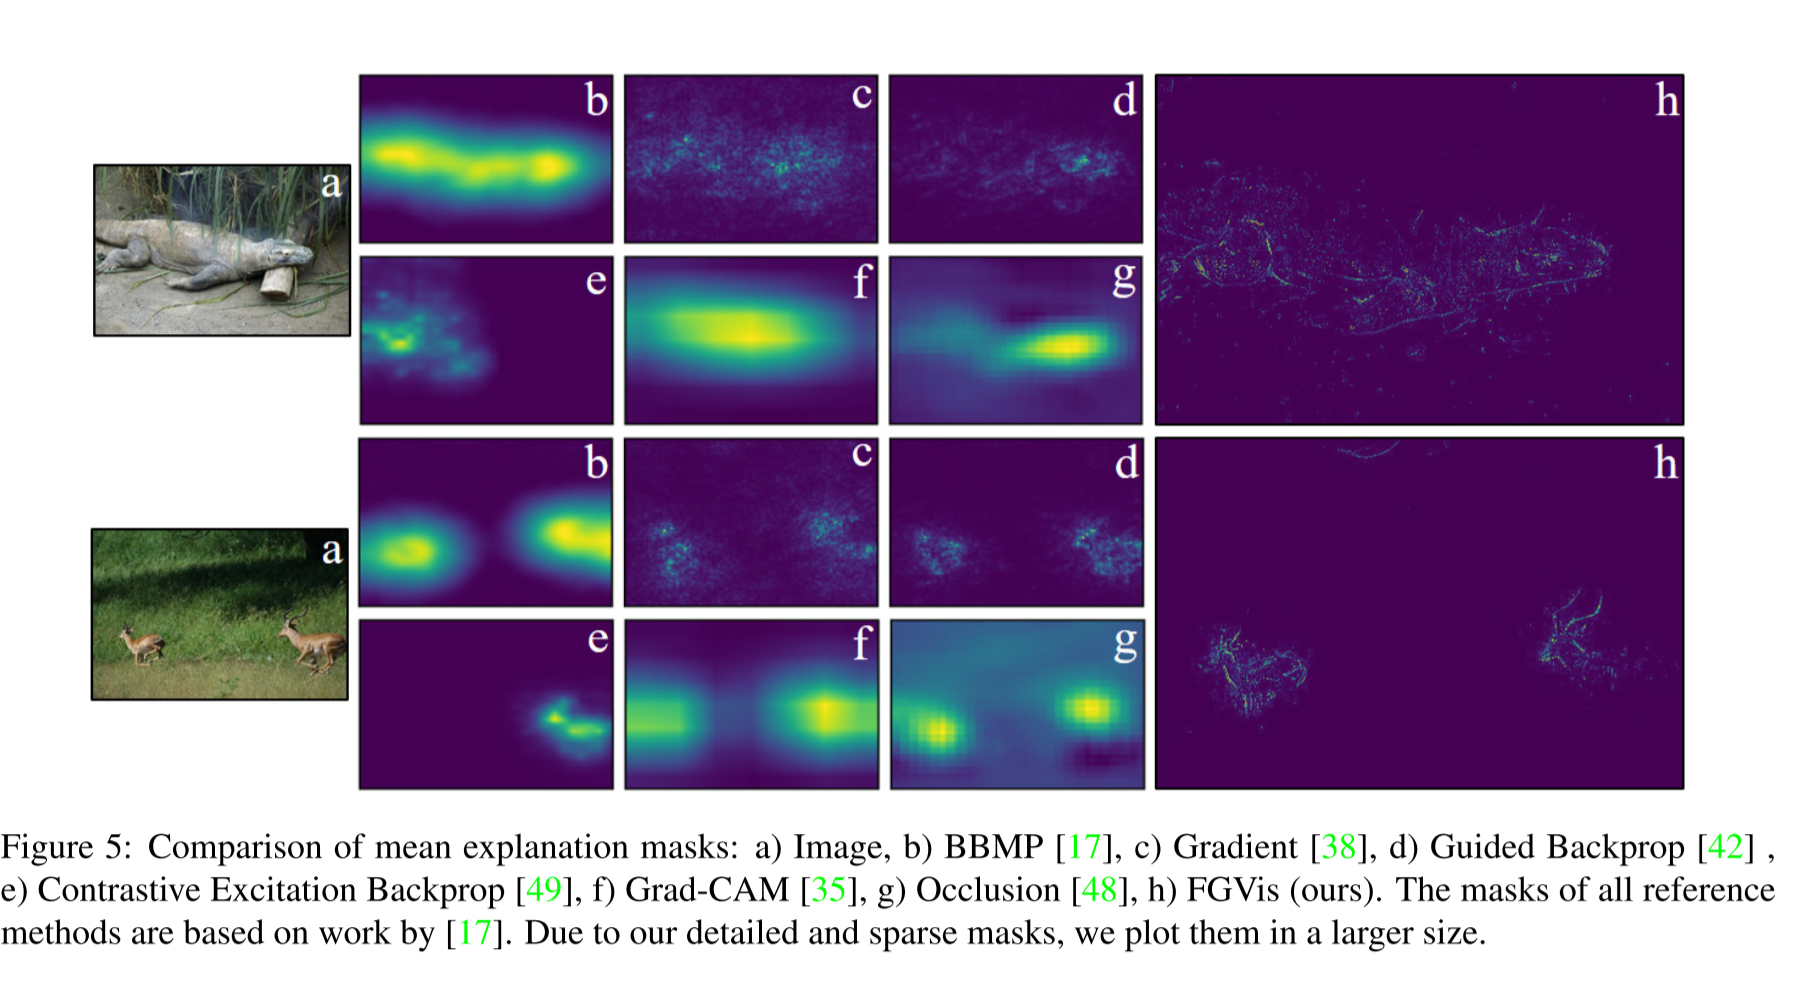 a
b
c
d
h
e
f
g
a
b
c
d
h
e
f
g
Figure 5: Comparison of mean explanation masks: a) Image, b) BBMP [17], c) Gradient [38], d) Guided Backprop [42] ,
e) Contrastive Excitation Backprop [49], f) Grad-CAM [35], g) Occlusion [48], h) FGVis (ours). The masks of all reference
methods are based on work by [17]. Due to our detailed and sparse masks, we plot them in a larger size.